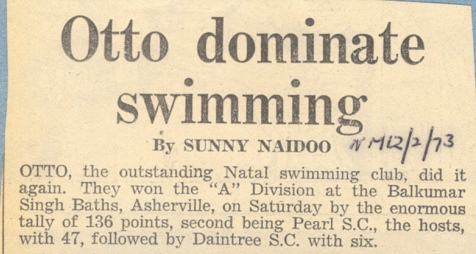 Otto dominate
swimming
By SUNNY NAIDOO NM 12/2/73
OTTO, the outstanding Natal swimming club, did it
again. They won the "A" Division at the Balkumar
Singh Baths, Asherville, on Saturday by the enormous
tally of 136 points, second being Pearl S.C., the hosts,
with 47, followed by Daintree S.C. with six.